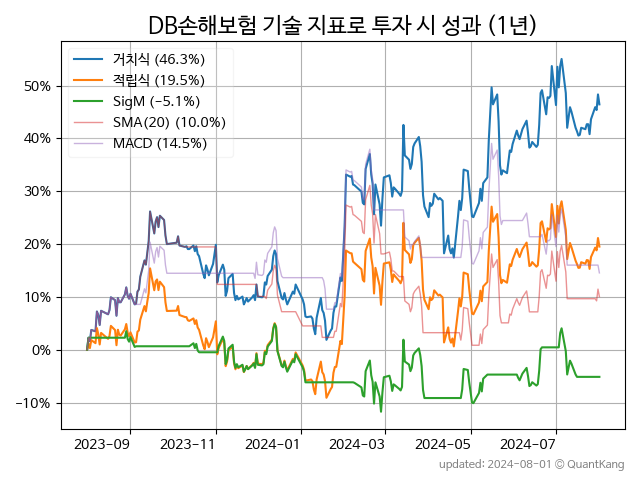 DB손해보험 기술 지표로 투자 시 성과 (1년)
거치식 (46.3%)
적립식 (19.5%)
SigM (−5.1%)
SMA(20) (10.0%)
MACD (14.5%)
50%
40%
30%
20%
10%
0%
−10%
2023−09 2023−11 2024−01 2024−03 2024−05 2024−07
updated: 2024-08-01 © QuantKang